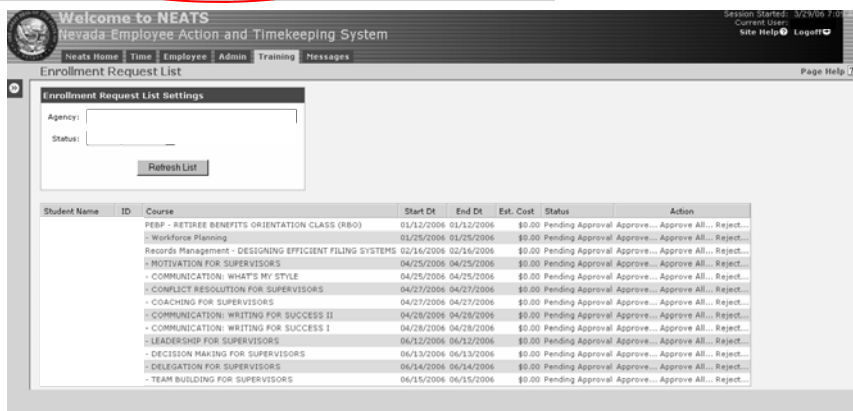 Welcome to NEATS
Nevada Employee Action and Timekeeping System
Session Started: 3/29/06 7:09
Current User:
Site Help Logoff
Neats Home Time Employee Admin Training Messages
Enrollment Request List
Page Help
Enrollment Request List Settings
Agency:
Status:
Refresh List
Student Name ID Course Start Dt End Dt Est. Cost Status Action
PEBP - RETIREE BENEFITS ORIENTATION CLASS (RBO) 01/12/2006 01/12/2006 $0.00 Pending Approval Approve... Approve All... Reject...
- Workforce Planning 01/25/2006 01/25/2006 $0.00 Pending Approval Approve... Approve All... Reject...
Records Management - DESIGNING EFFICIENT FILING SYSTEMS 02/16/2006 02/16/2006 $0.00 Pending Approval Approve... Approve All... Reject...
- MOTIVATION FOR SUPERVISORS 04/25/2006 04/25/2006 $0.00 Pending Approval Approve... Approve All... Reject...
- COMMUNICATION: WHAT'S MY STYLE 04/25/2006 04/25/2006 $0.00 Pending Approval Approve... Approve All... Reject...
- CONFLICT RESOLUTION FOR SUPERVISORS 04/27/2006 04/27/2006 $0.00 Pending Approval Approve... Approve All... Reject...
- COACHING FOR SUPERVISORS 04/27/2006 04/27/2006 $0.00 Pending Approval Approve... Approve All... Reject...
- COMMUNICATION: WRITING FOR SUCCESS II 04/28/2006 04/28/2006 $0.00 Pending Approval Approve... Approve All... Reject...
- COMMUNICATION: WRITING FOR SUCCESS I 04/28/2006 04/28/2006 $0.00 Pending Approval Approve... Approve All... Reject...
- LEADERSHIP FOR SUPERVISORS 06/12/2006 06/12/2006 $0.00 Pending Approval Approve... Approve All... Reject...
- DECISION MAKING FOR SUPERVISORS 06/13/2006 06/13/2006 $0.00 Pending Approval Approve... Approve All... Reject...
- DELEGATION FOR SUPERVISORS 06/14/2006 06/14/2006 $0.00 Pending Approval Approve... Approve All... Reject...
- TEAM BUILDING FOR SUPERVISORS 06/15/2006 06/15/2006 $0.00 Pending Approval Approve... Approve All... Reject...